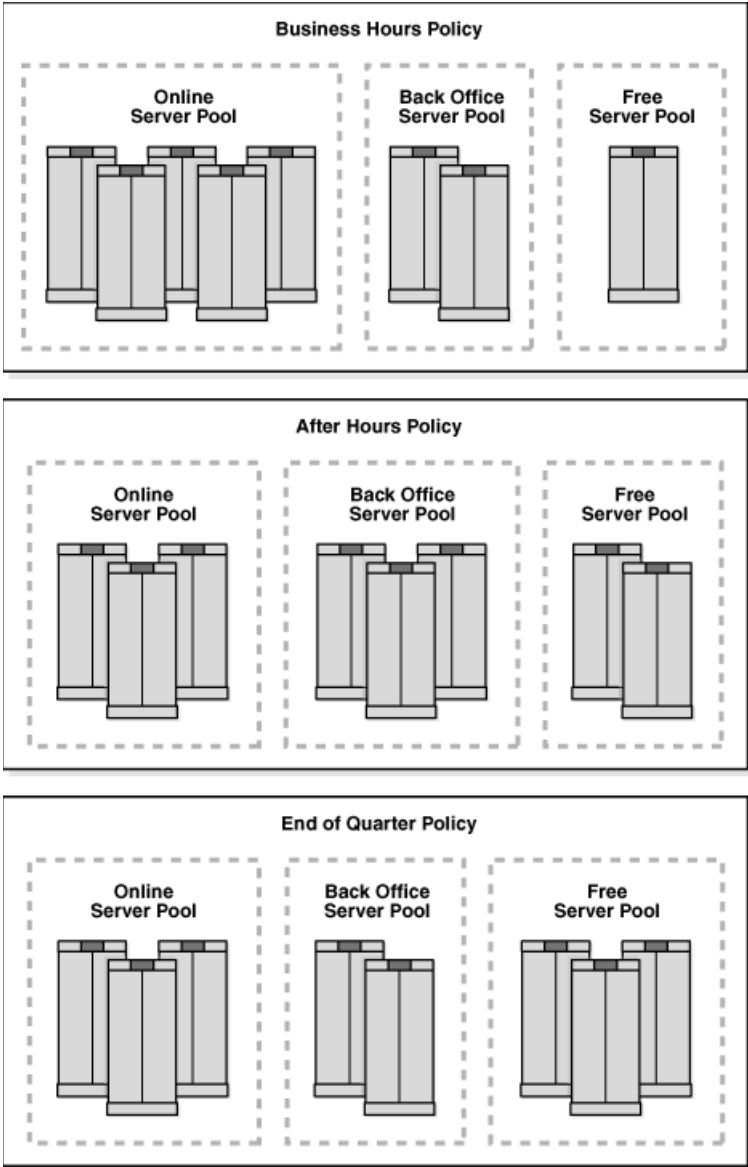 Business Hours Policy
Online
Server Pool
Back Office
Server Pool
Free
Server Pool
After Hours Policy
Online
Server Pool
Back Office
Server Pool
Free
Server Pool
End of Quarter Policy
Online
Server Pool
Back Office
Server Pool
Free
Server Pool